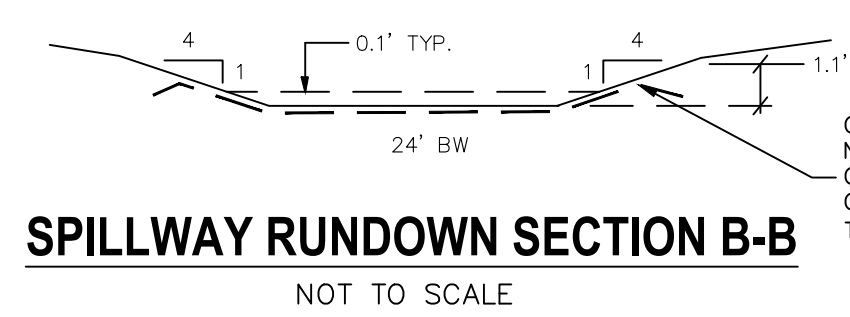 4
0.1' TYP.
4
1
1
1.1'
24' BW
SPILLWAY RUNDOWN SECTION B-B
NOT TO SCALE